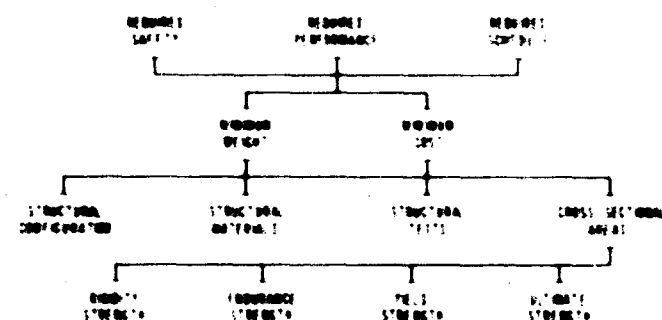 REQUIRED REQUIRED REQUIRED
SAFETY PERFORMANCE SCHEDULE
MINIMUM MINIMUM
WEIGHT COST
STRUCTURAL STRUCTURAL STRUCTURAL CROSS SECTIONAL
CONFIGURATION MATERIALS TESTS AREAS
ENDURANCE YIELD ULTIMATE
STRENGTH STRENGTH STRENGTH STRENGTH